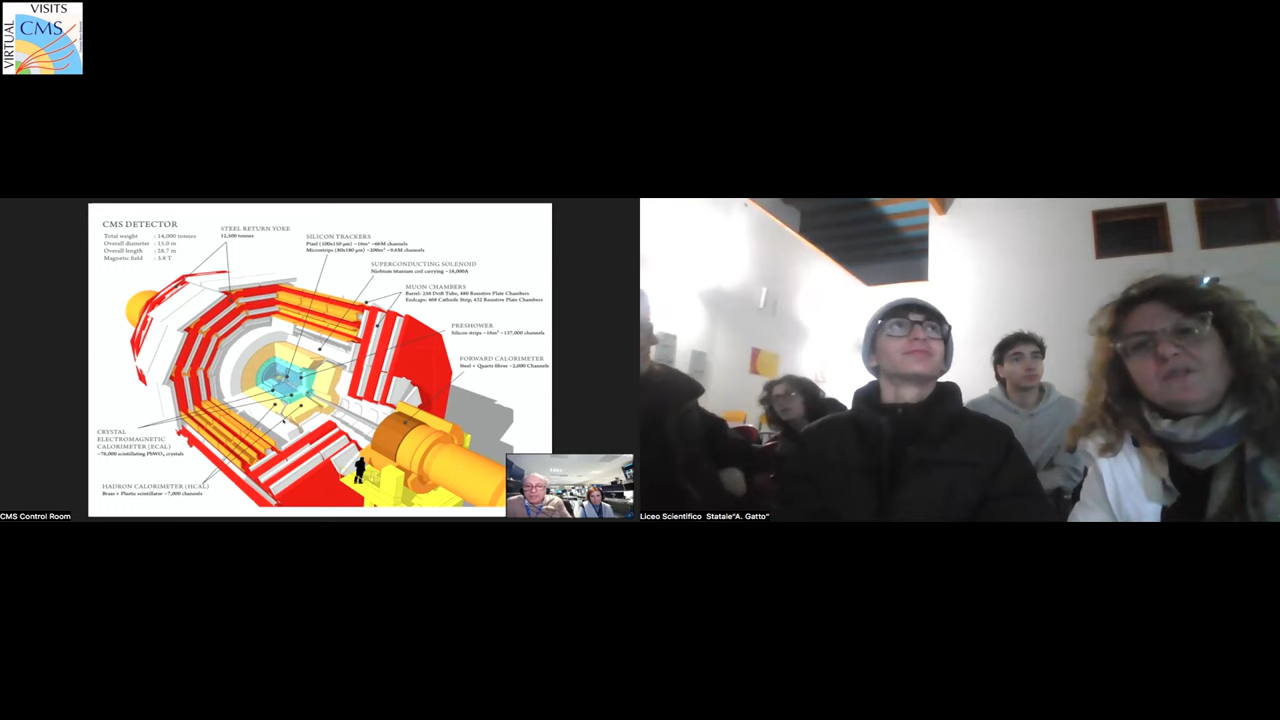 VISITS
CMS
VIRTUAL
CMS DETECTOR
Total weight : 14,000 tonnes
Overall diameter : 15.0 m
Overall length : 28.7 m
Magnetic field : 3.8 T
STEEL RETURN YOKE
12,500 tonnes
SILICON TRACKERS
Pixel (100x150 μm) ~16m² ~66M channels
Microstrips (80x180 μm) ~200m² ~9.6M channels
SUPERCONDUCTING SOLENOID
Niobium titanium coil carrying ~18,000A
MUON CHAMBERS
Barrel: 250 Drift Tube, 480 Resistive Plate Chambers
Endcaps: 468 Cathode Strip, 432 Resistive Plate Chambers
PRESHOWER
Silicon strips ~16m² ~137,000 channels
FORWARD CALORIMETER
Steel + Quartz fibres ~2,000 Channels
CRYSTAL
ELECTROMAGNETIC
CALORIMETER (ECAL)
~76,000 scintillating PbWO₄ crystals
HADRON CALORIMETER (HCAL)
Brass + Plastic scintillator ~7,000 channels
CMS Control Room
Liceo Scientifico Statale"A. Gatto"